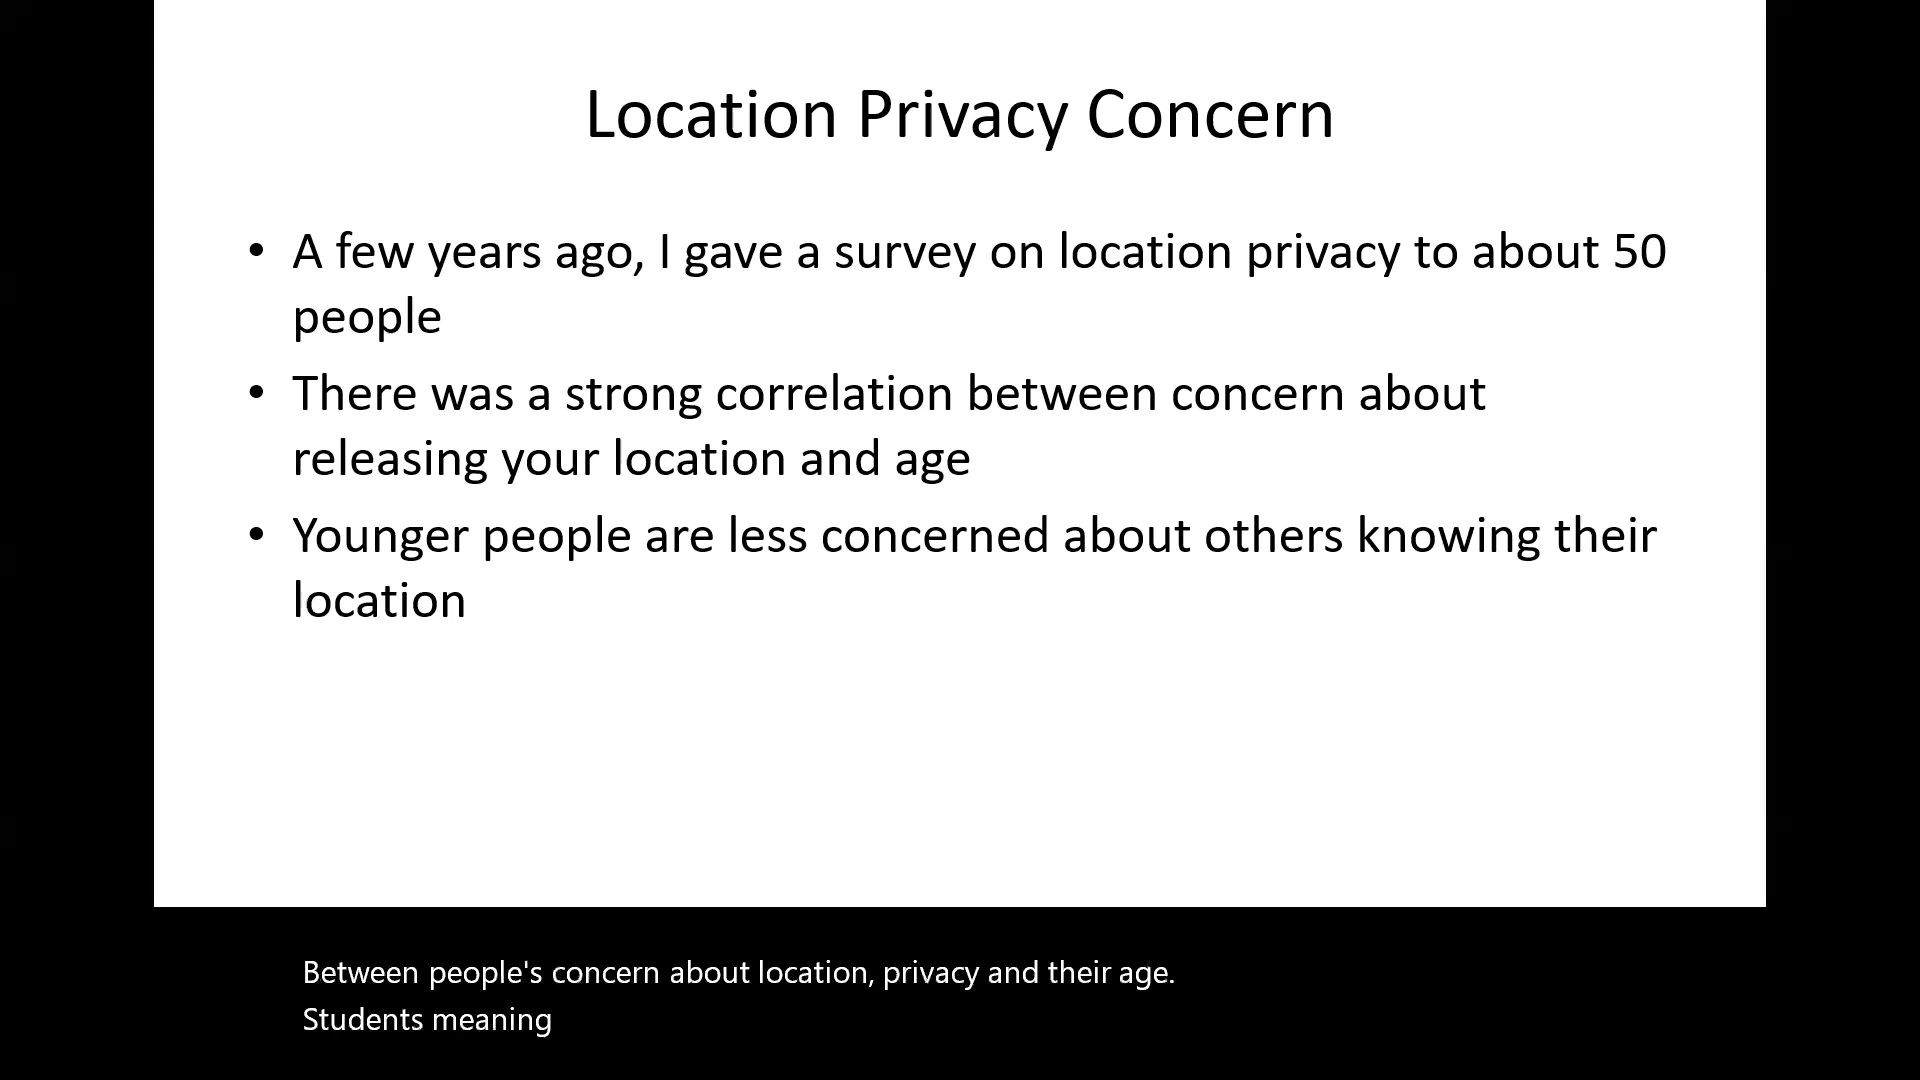 Location Privacy Concern
• A few years ago, I gave a survey on location privacy to about 50
people
• There was a strong correlation between concern about
releasing your location and age
• Younger people are less concerned about others knowing their
location
Between people's concern about location, privacy and their age.
Students meaning